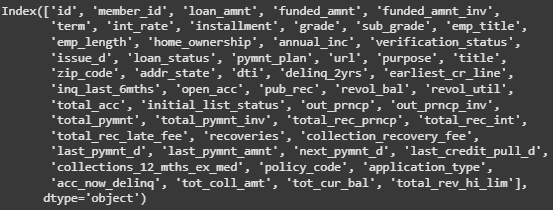 Index(['id', 'member_id', 'loan_amnt', 'funded_amnt', 'funded_amnt_inv',
'term', 'int_rate', 'installment', 'grade', 'sub_grade', 'emp_title',
'emp_length', 'home_ownership', 'annual_inc', 'verification_status',
'issue_d', 'loan_status', 'pymnt_plan', 'url', 'purpose', 'title',
'zip_code', 'addr_state', 'dti', 'delinq_2yrs', 'earliest_cr_line',
'inq_last_6mths', 'open_acc', 'pub_rec', 'revol_bal', 'revol_util',
'total_acc', 'initial_list_status', 'out_prncp', 'out_prncp_inv',
'total_pymnt', 'total_pymnt_inv', 'total_rec_prncp', 'total_rec_int',
'total_rec_late_fee', 'recoveries', 'collection_recovery_fee',
'last_pymnt_d', 'last_pymnt_amnt', 'next_pymnt_d', 'last_credit_pull_d',
'collections_12_mths_ex_med', 'policy_code', 'application_type',
'acc_now_delinq', 'tot_coll_amt', 'tot_cur_bal', 'total_rev_hi_lim'],
dtype='object')